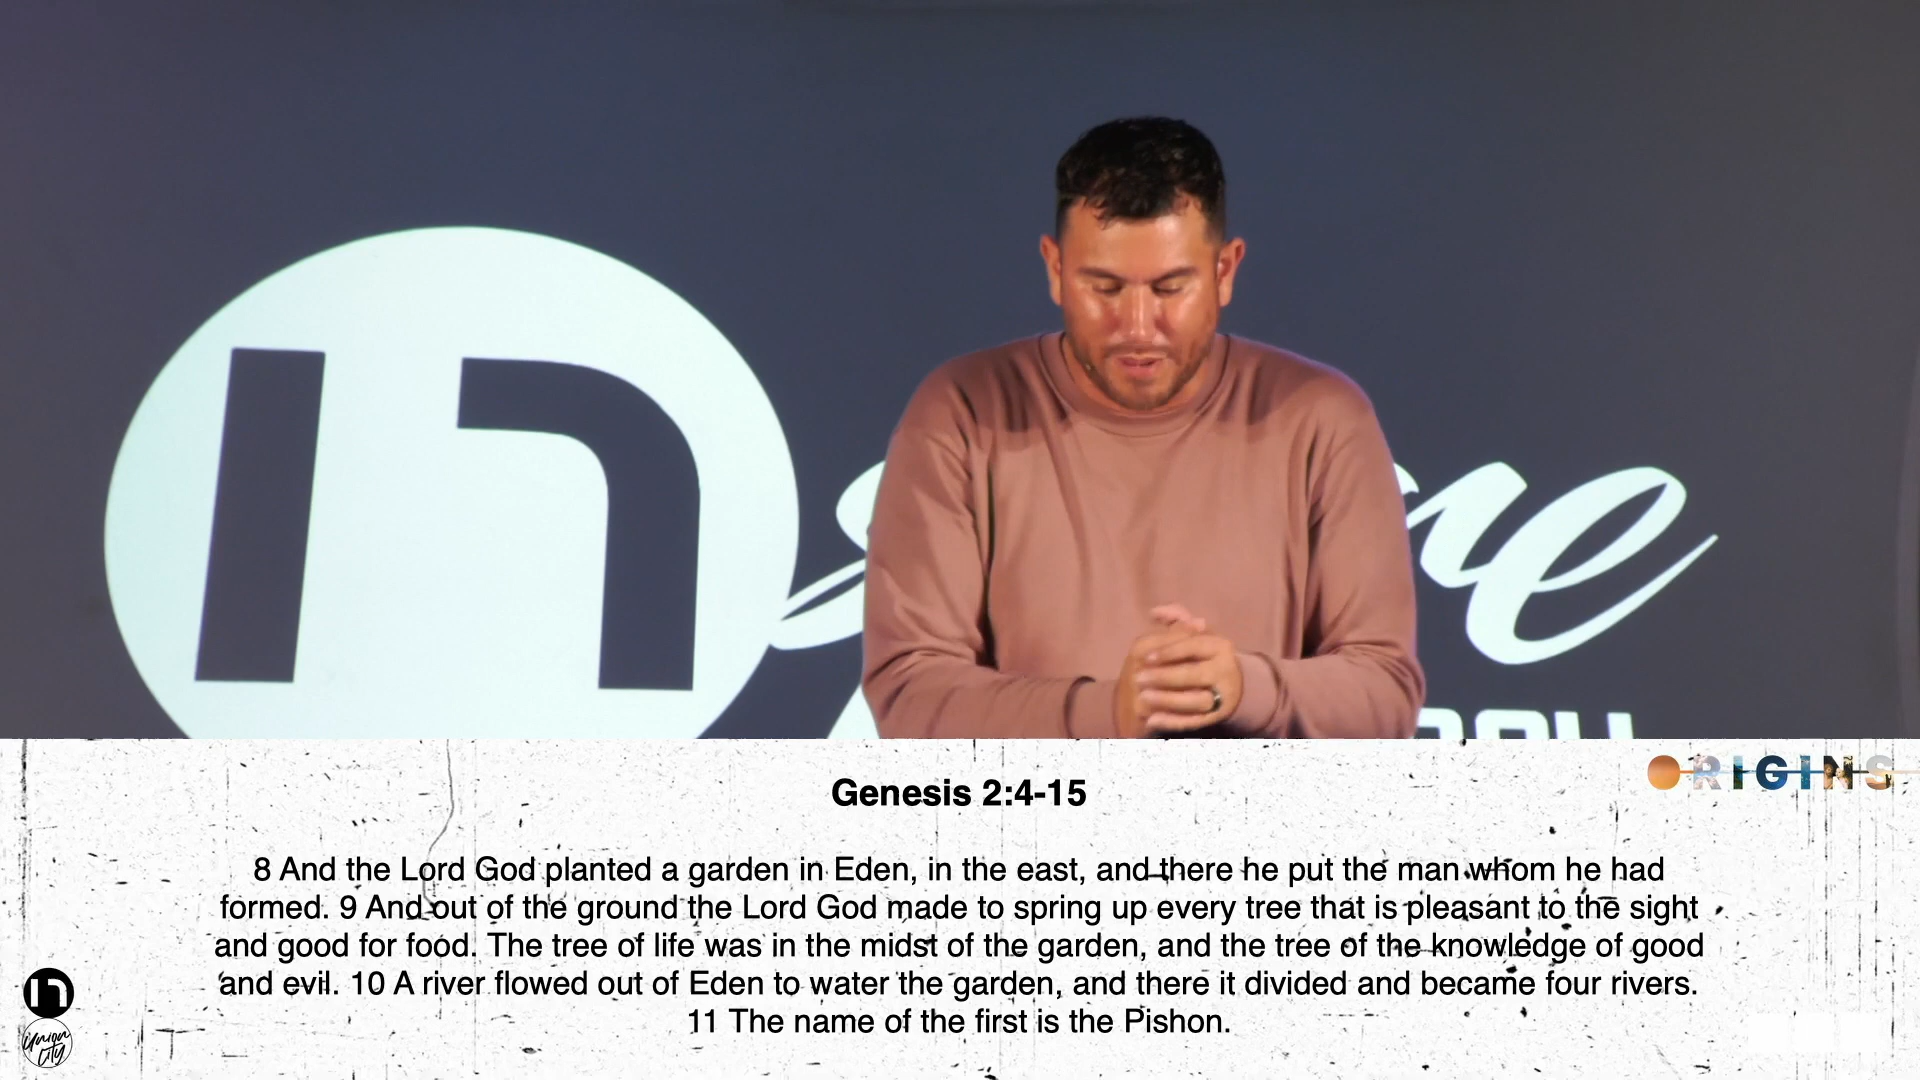 ORIGINS
Genesis 2:4-15
8 And the Lord God planted a garden in Eden, in the east, and there he put the man whom he had
formed. 9 And out of the ground the Lord God made to spring up every tree that is pleasant to the sight
and good for food. The tree of life was in the midst of the garden, and the tree of the knowledge of good
and evil. 10 A river flowed out of Eden to water the garden, and there it divided and became four rivers.
11 The name of the first is the Pishon.
Union
City